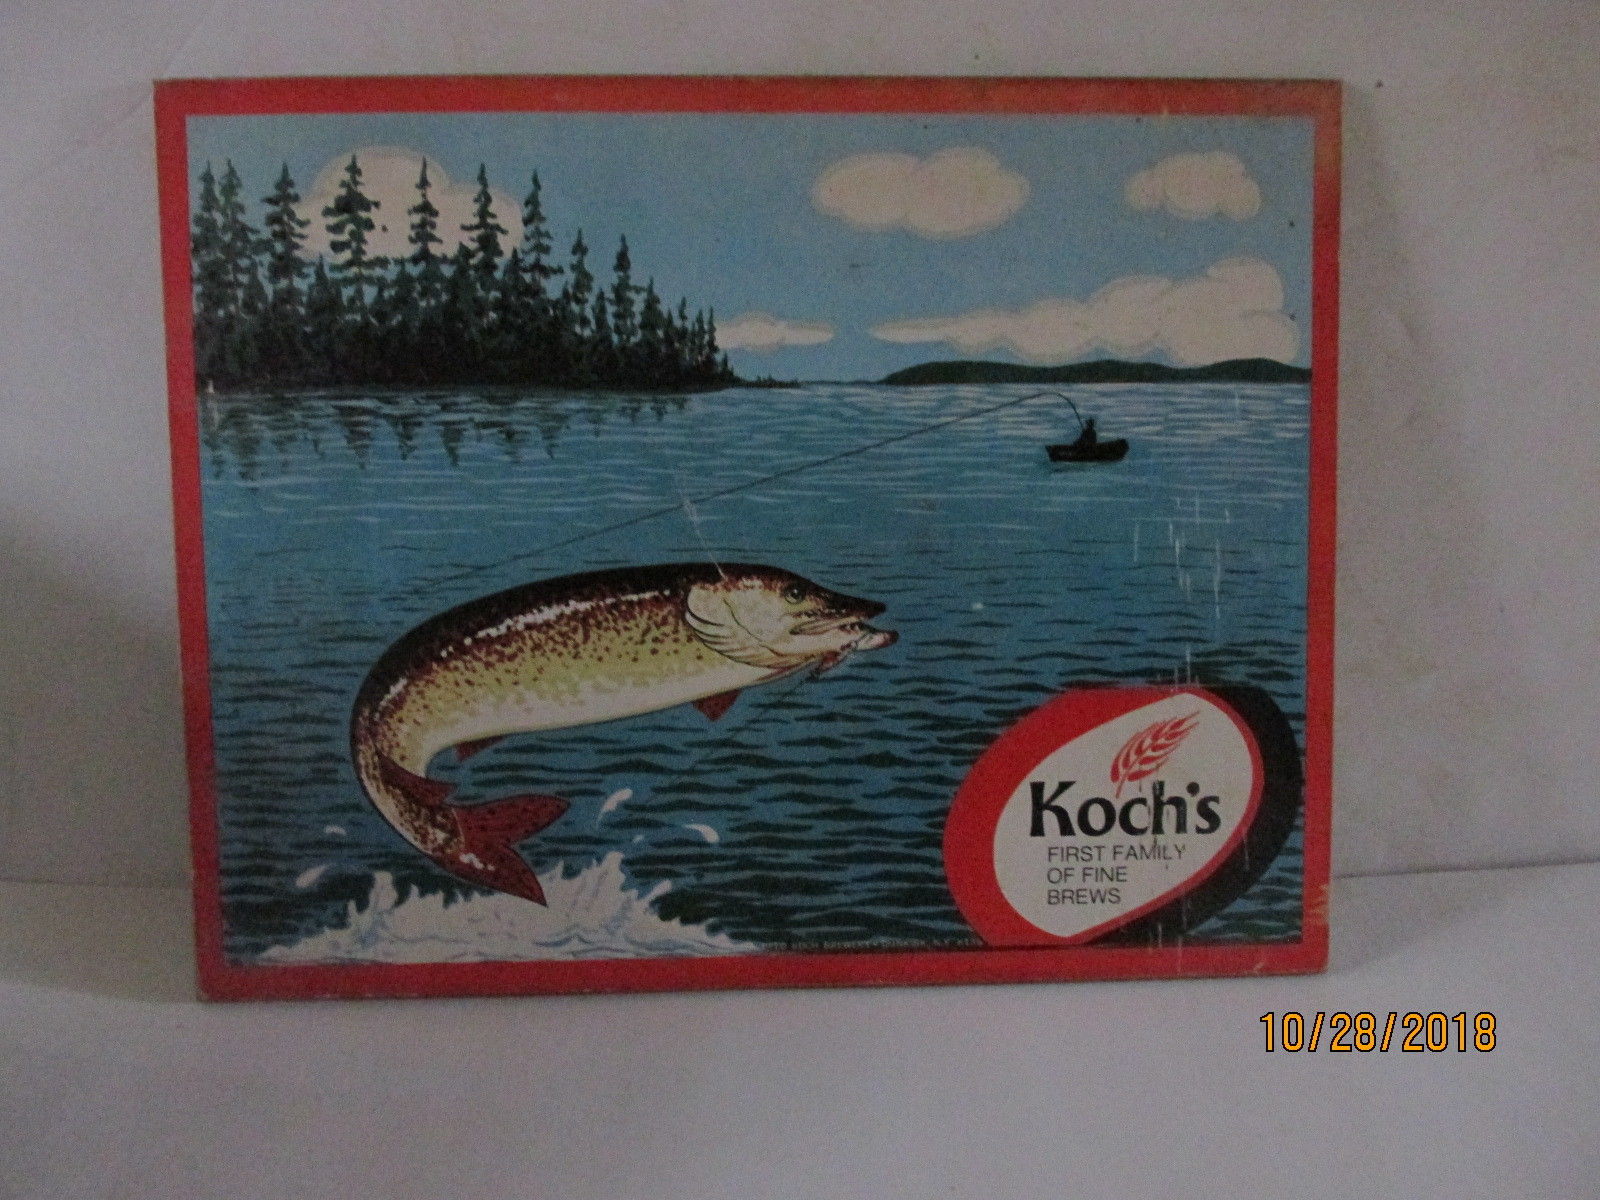 Koch's
FIRST FAMILY
OF FINE
BREWS
10/28/2018